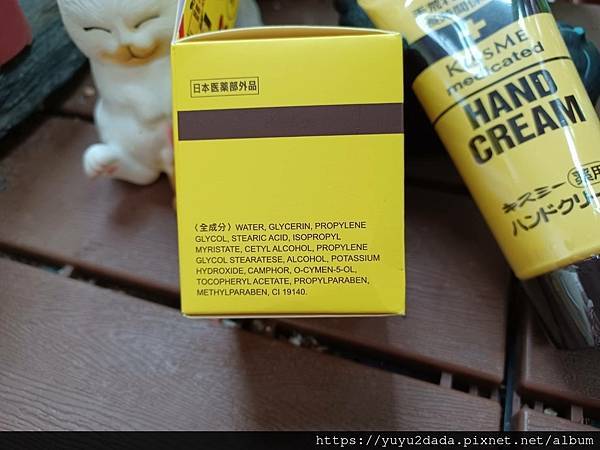 日本医薬部外品
〈全成分〉WATER, GLYCERIN, PROPYLENE
GLYCOL, STEARIC ACID, ISOPROPYL
MYRISTATE, CETYL ALCOHOL, PROPYLENE
GLYCOL STEARATESE, ALCOHOL, POTASSIUM
HYDROXIDE, CAMPHOR, O-CYMEN-5-OL,
TOCOPHERYL ACETATE, PROPYLPARABEN,
METHYLPARABEN, CI 19140.
medicated
HAND
CREAM
キスミー 薬用
ハンドクリ
https://yuyu2dada.pixnet.net/album